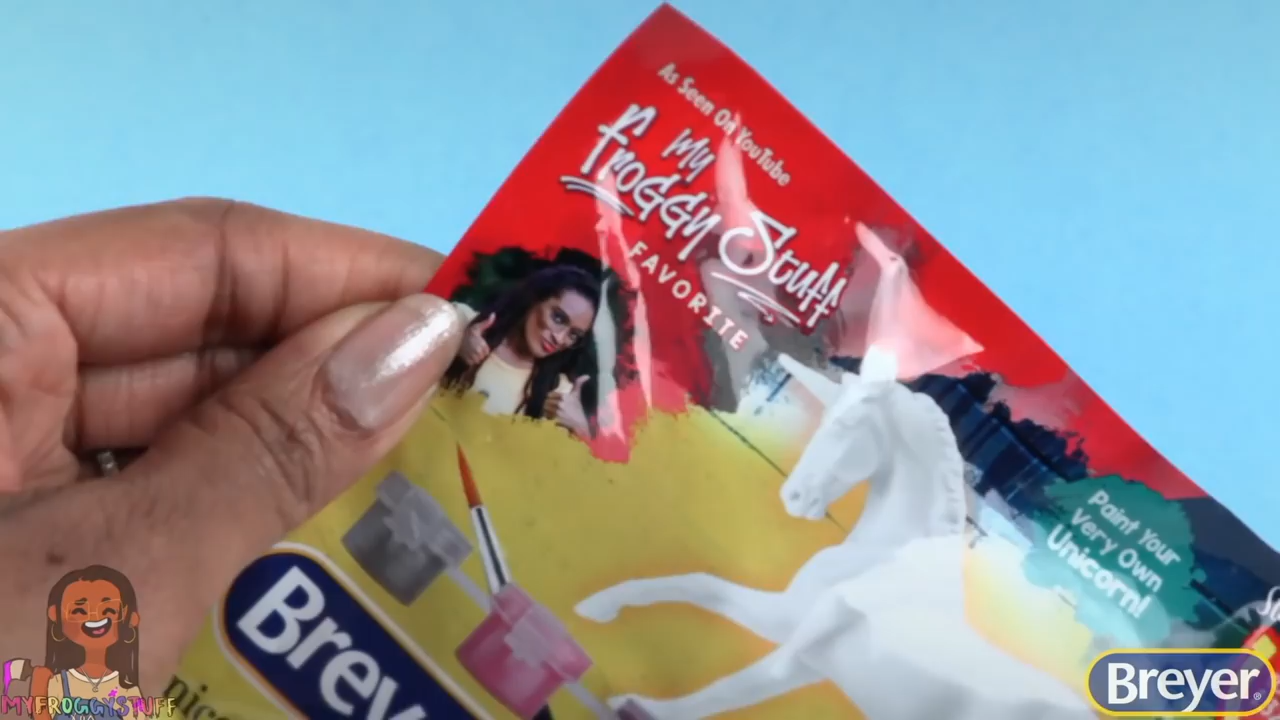 As Seen On YouTube
My
Froggy Stuff
FAVORITE
Paint Your
Very Own
Unicorn!
Brey
MYFROGGYSTUFF
Breyer®